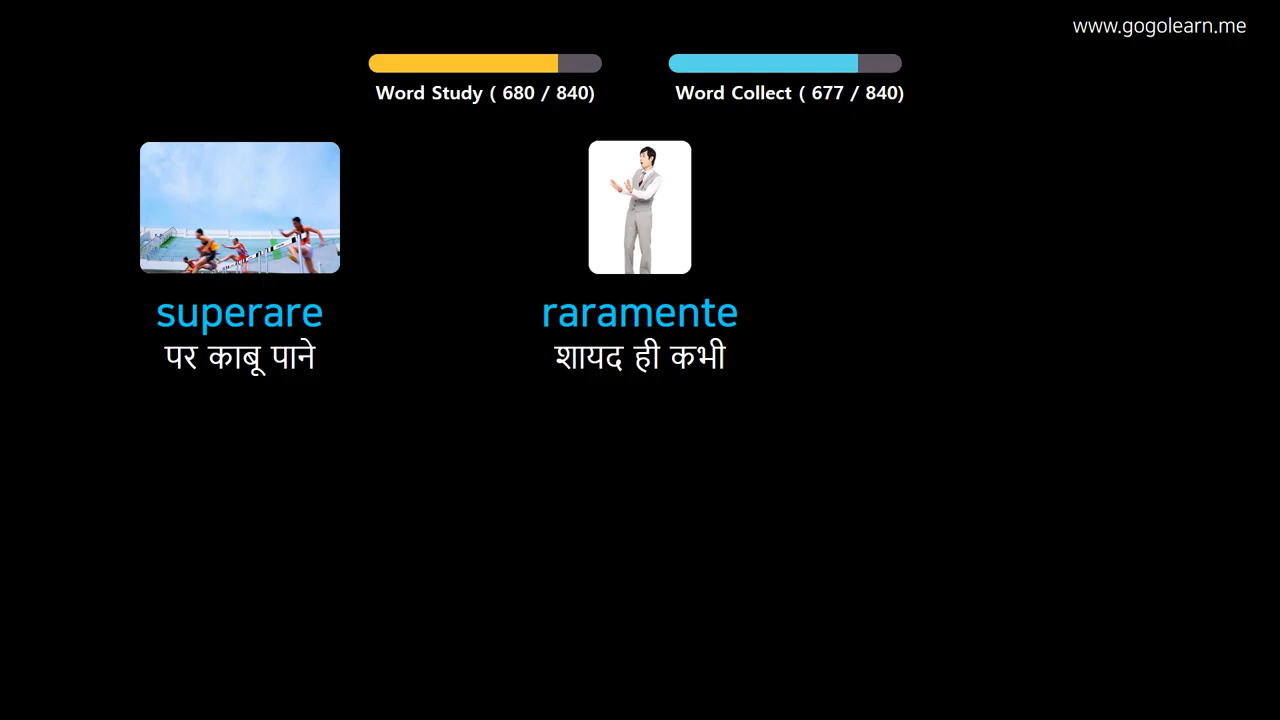 www.gogolearn.me
Word Study ( 680 / 840)
Word Collect ( 677 / 840)
superare
पर काबू पाने
raramente
शायद ही कभी